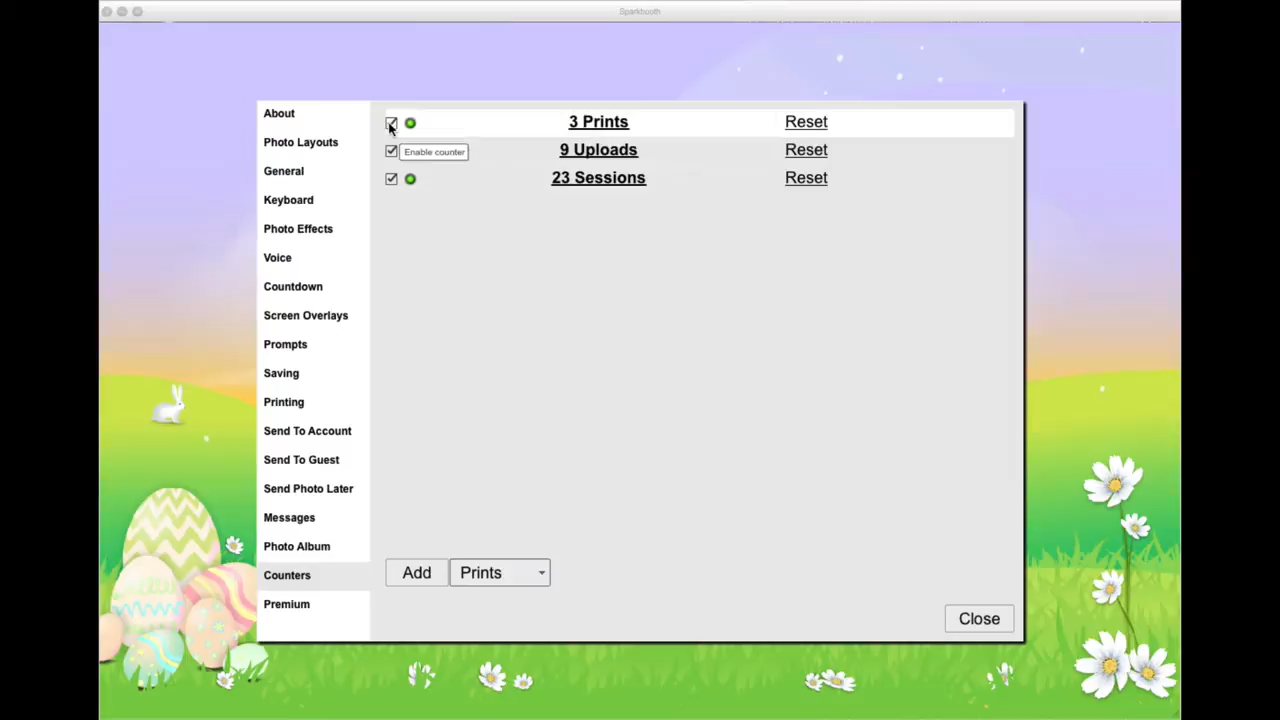 Sparkbooth
About
Photo Layouts
General
Keyboard
Photo Effects
Voice
Countdown
Screen Overlays
Prompts
Saving
Printing
Send To Account
Send To Guest
Send Photo Later
Messages
Photo Album
Counters
Premium
3 Prints Reset
Enable counter
9 Uploads Reset
23 Sessions Reset
Add Prints
Close